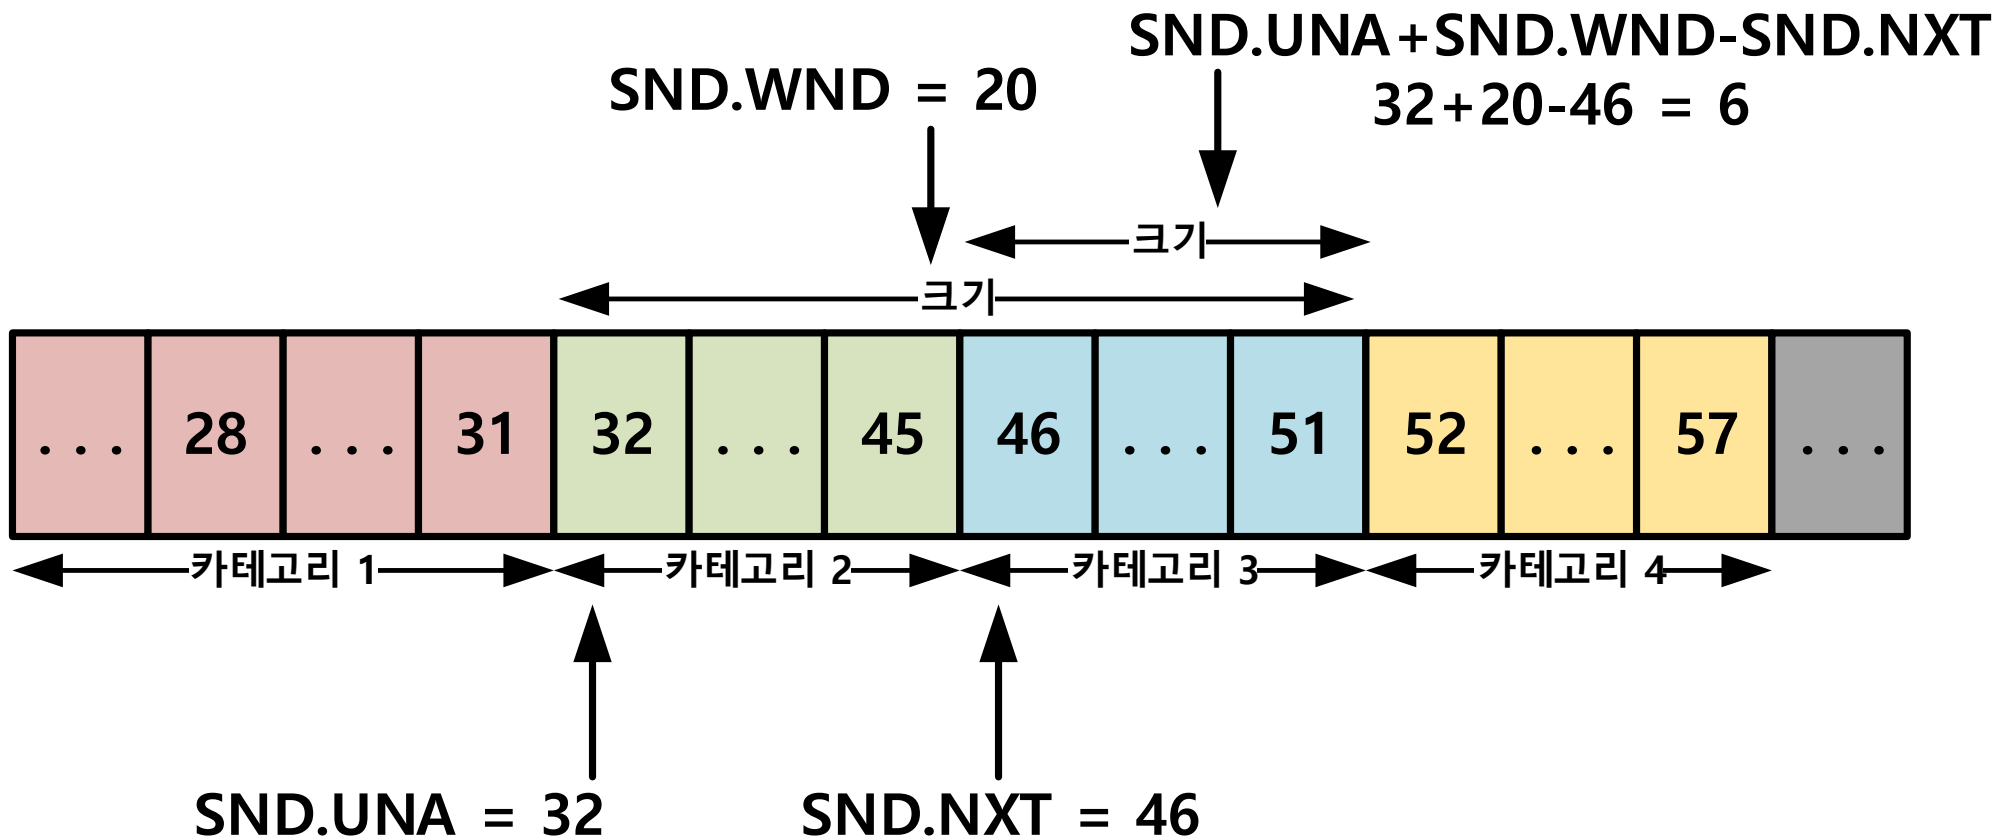 SND.UNA+SND.WND-SND.NXT
32+20-46 = 6
SND.WND = 20
크기
크기
. . . 28 . . . 31 32 . . . 45 46 . . . 51 52 . . . 57 . . .
카테고리 1 카테고리 2 카테고리 3 카테고리 4
SND.UNA = 32 SND.NXT = 46